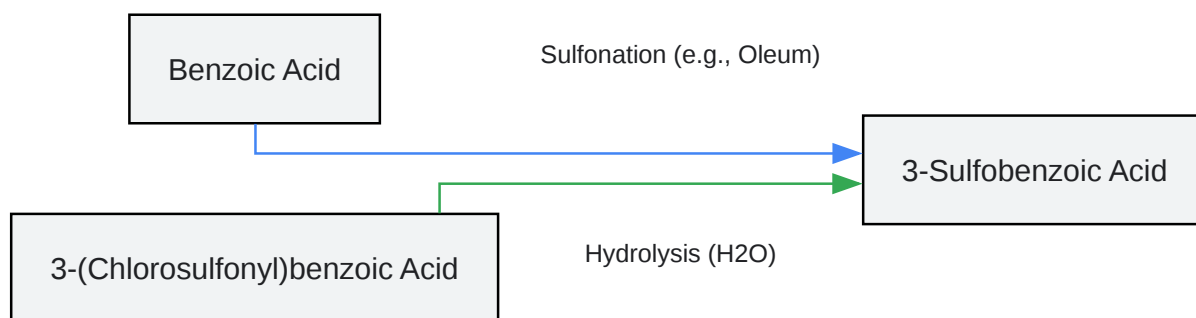 Benzoic Acid
Sulfonation (e.g., Oleum)
3-Sulfobenzoic Acid
3-(Chlorosulfonyl)benzoic Acid
Hydrolysis (H2O)